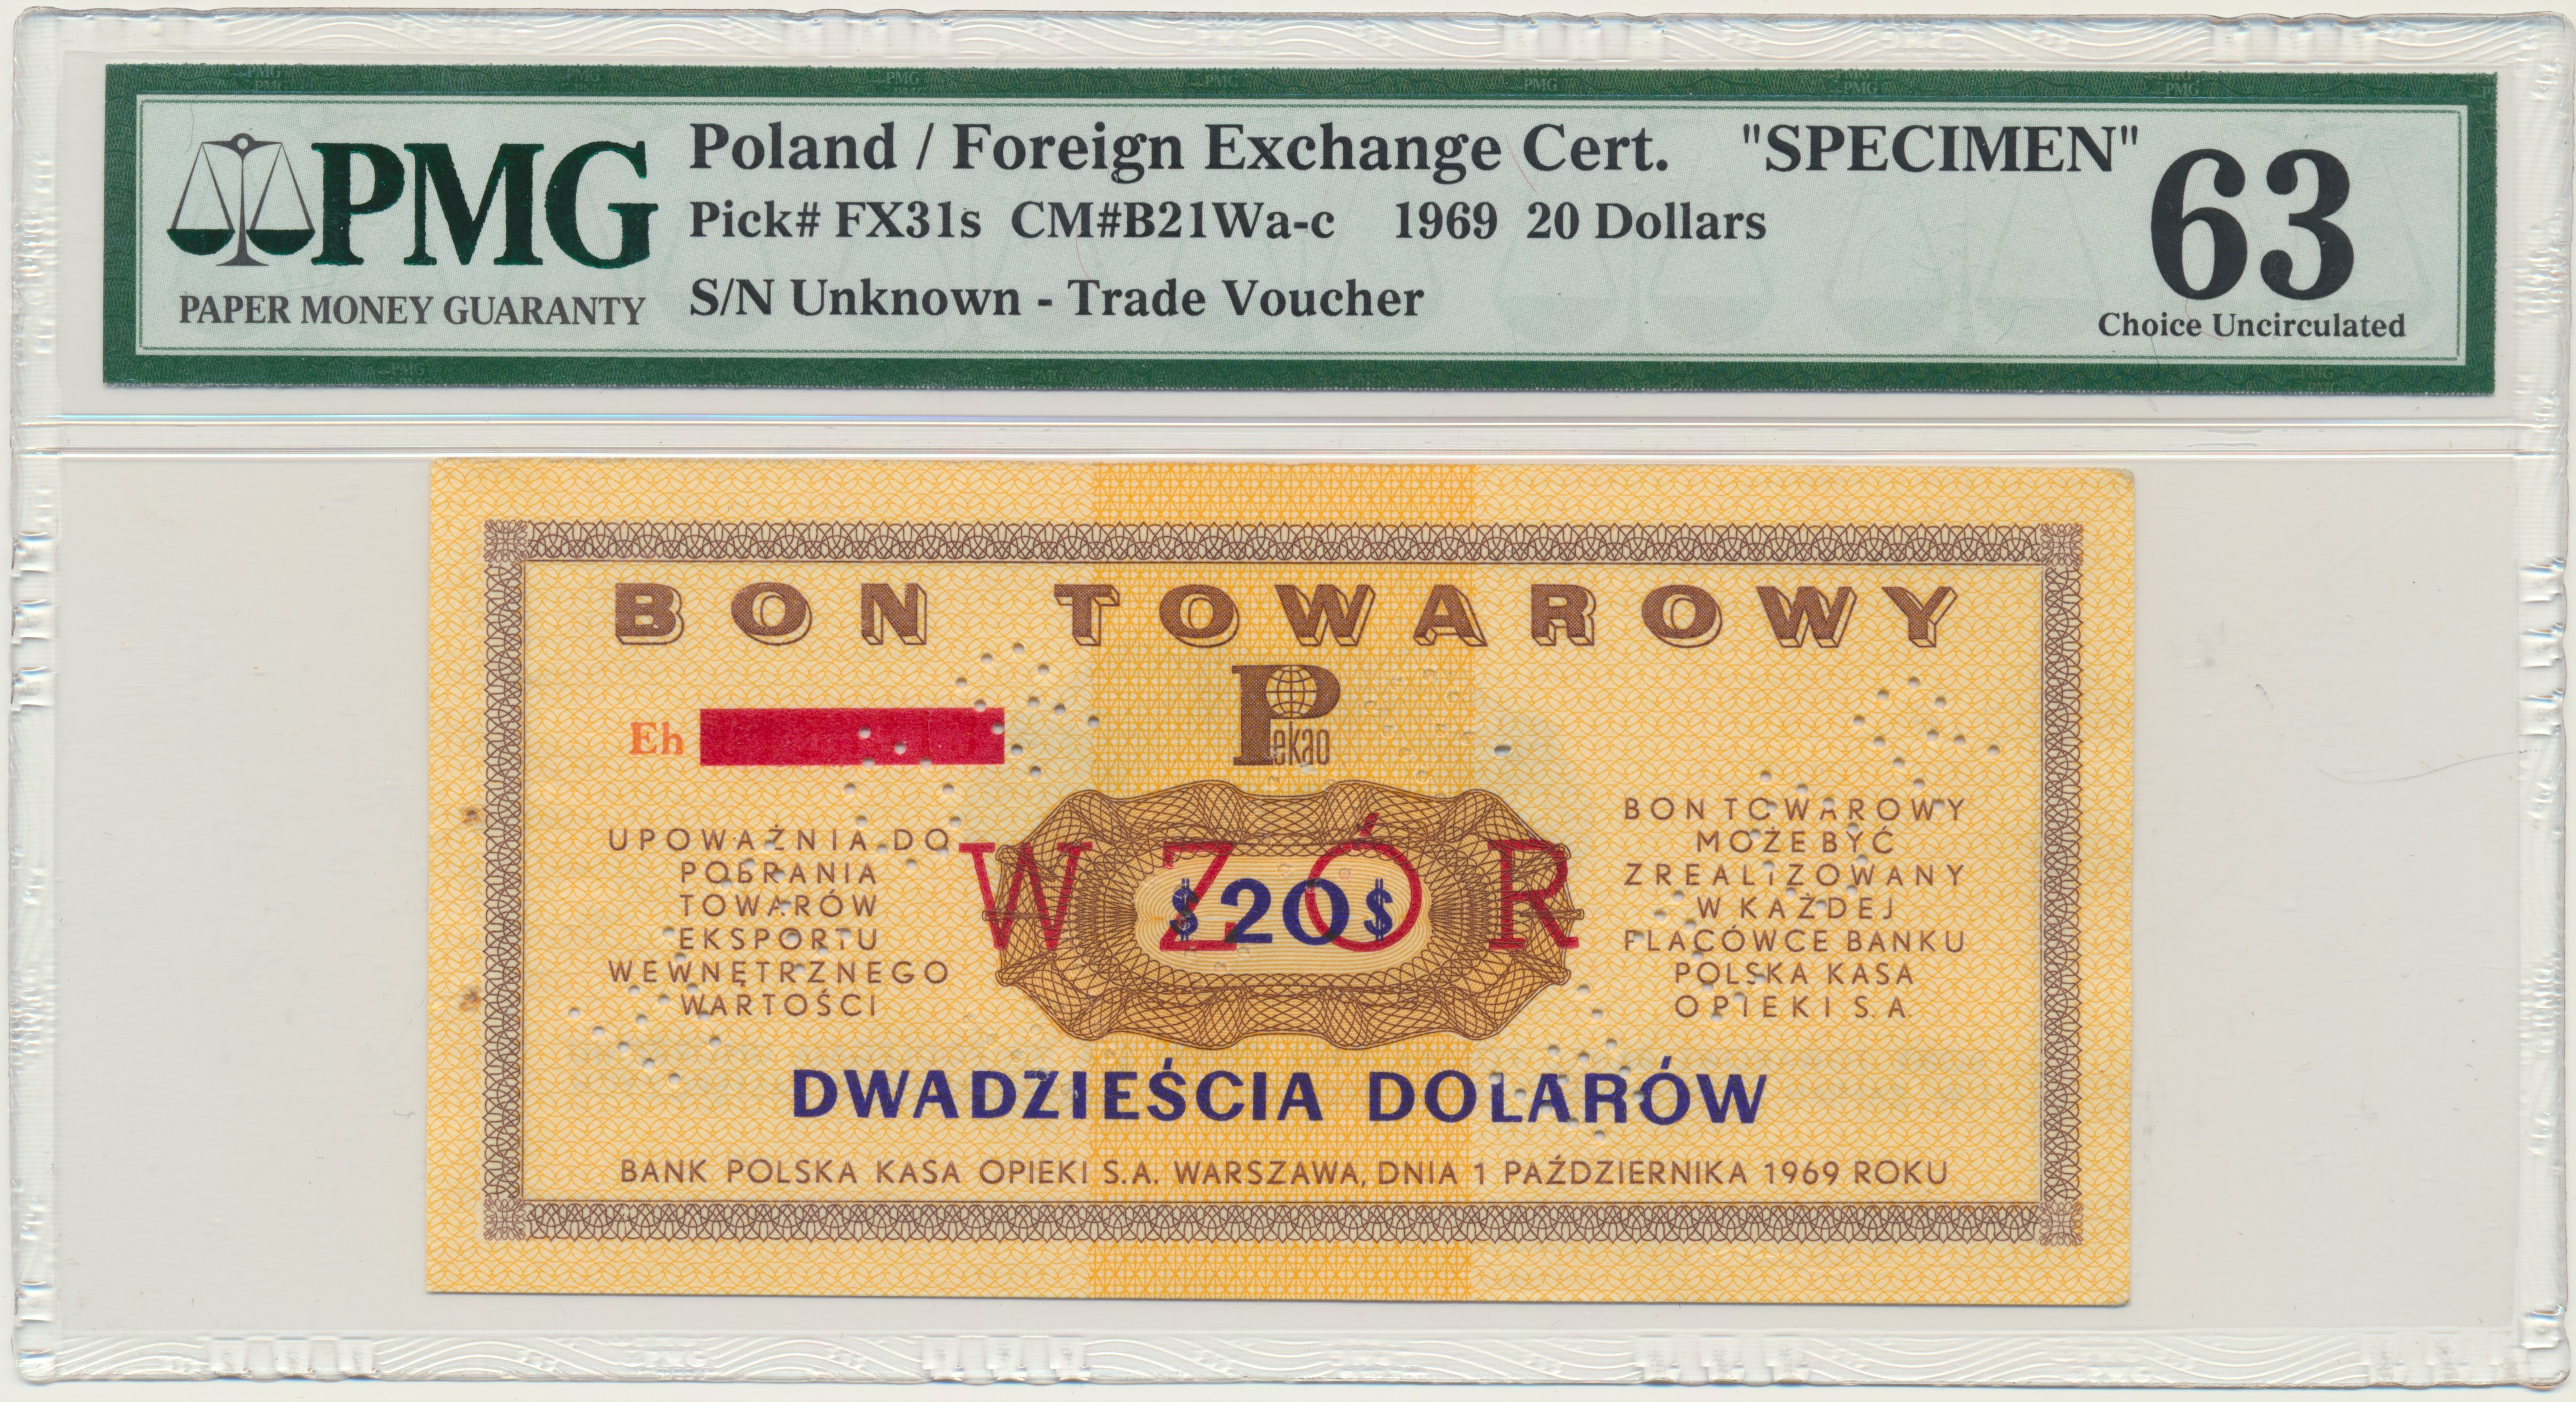 PMG
PAPER MONEY GUARANTY
Poland / Foreign Exchange Cert. "SPECIMEN"
Pick# FX31s CM#B21Wa-c 1969 20 Dollars
S/N Unknown - Trade Voucher
63
Choice Uncirculated
BON TOWAROWY
Pekao
Eh
UPOWAŻNIA DO
POBRANIA
TOWARÓW
EKSPORTU
WEWNĘTRZNEGO
WARTOŚCI
WZÓR
$20$
BON TOWAROWY
MOŻE BYĆ
ZREALIZOWANY
W KAŻDEJ
PLACÓWCE BANKU
POLSKA KASA
OPIEKI S.A.
DWADZIEŚCIA DOLARÓW
BANK POLSKA KASA OPIEKI S.A. WARSZAWA, DNIA 1 PAŹDZIERNIKA 1969 ROKU